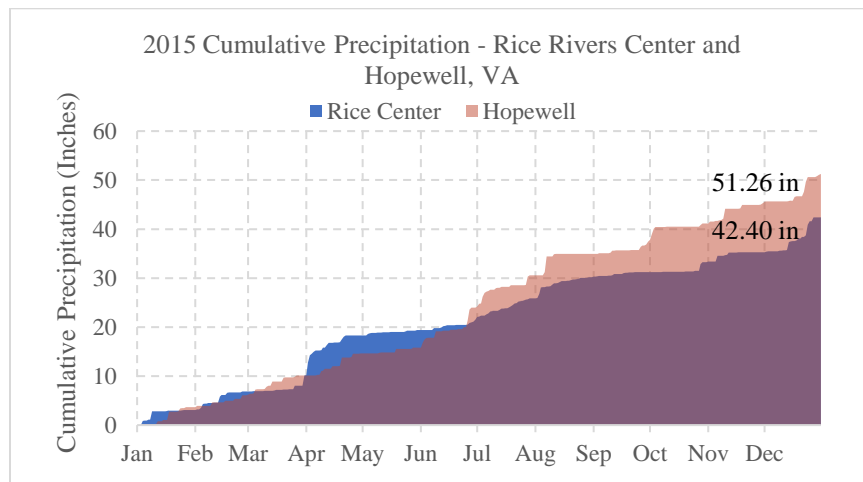 2015 Cumulative Precipitation - Rice Rivers Center and
Hopewell, VA
Rice Center Hopewell
Cumulative Precipitation (Inches)
60
50
40
30
20
10
0
51.26 in
42.40 in
Jan Feb Mar Apr May Jun Jul Aug Sep Oct Nov Dec